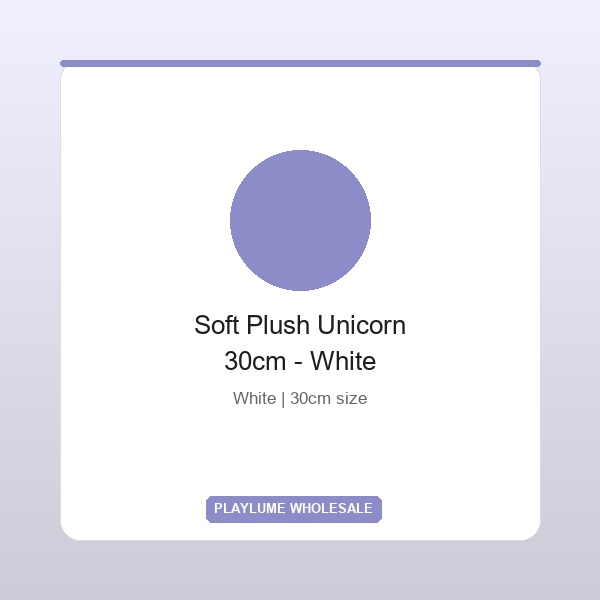 Soft Plush Unicorn
30cm - White
White | 30cm size
PLAYLUME WHOLESALE